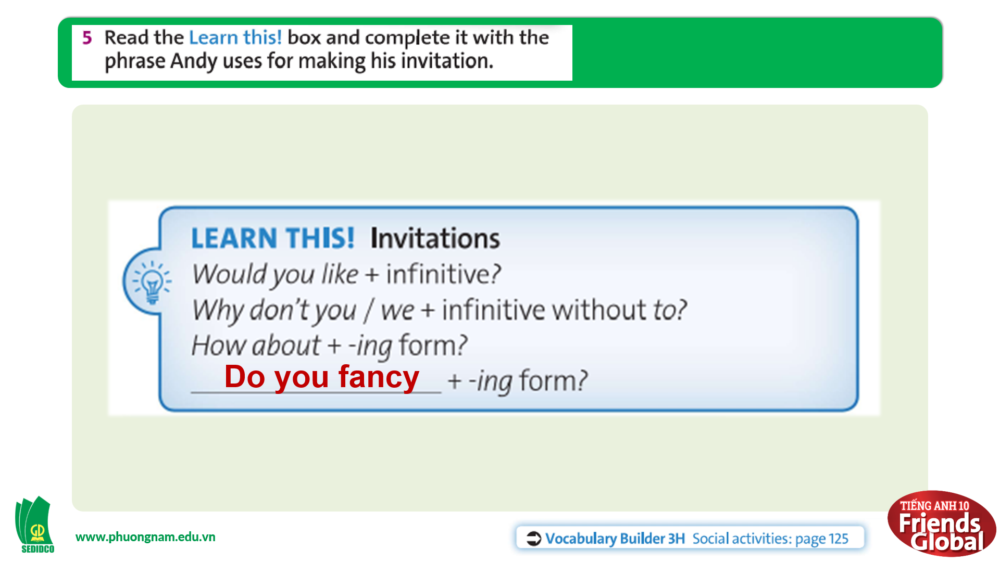 5 Read the Learn this! box and complete it with the
phrase Andy uses for making his invitation.
LEARN THIS! Invitations
Would you like + infinitive?
Why don't you / we + infinitive without to?
How about + -ing form?
Do you fancy + -ing form?
GD
SEDIDCO
www.phuongnam.edu.vn
Vocabulary Builder 3H Social activities: page 125
TIẾNG ANH 10
Friends
Global